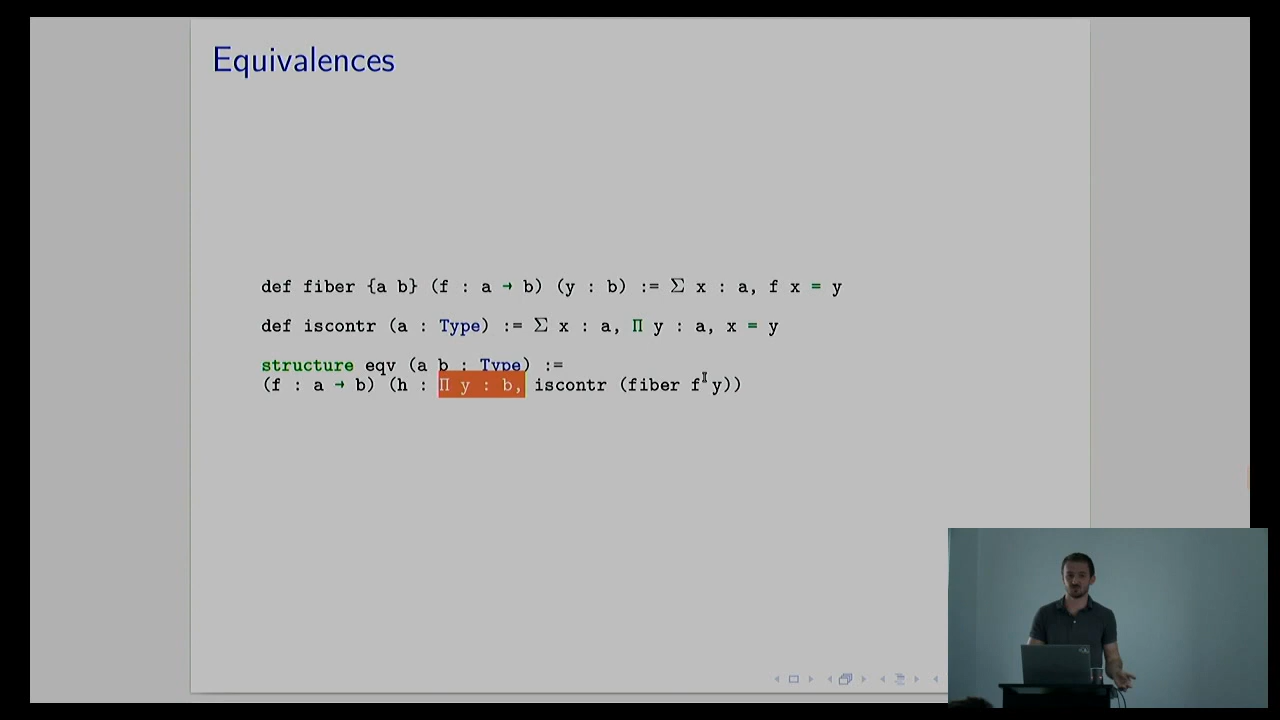 Equivalences
def fiber {a b} (f : a → b) (y : b) := Σ x : a, f x = y
def iscontr (a : Type) := Σ x : a, Π y : a, x = y
structure eqv (a b : Type) :=
(f : a → b) (h : Π y : b, iscontr (fiber f y))